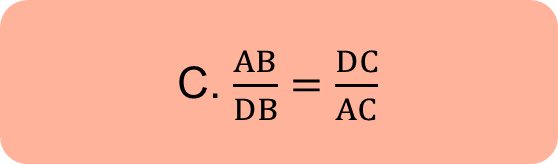 C. AB/DB = DC/AC